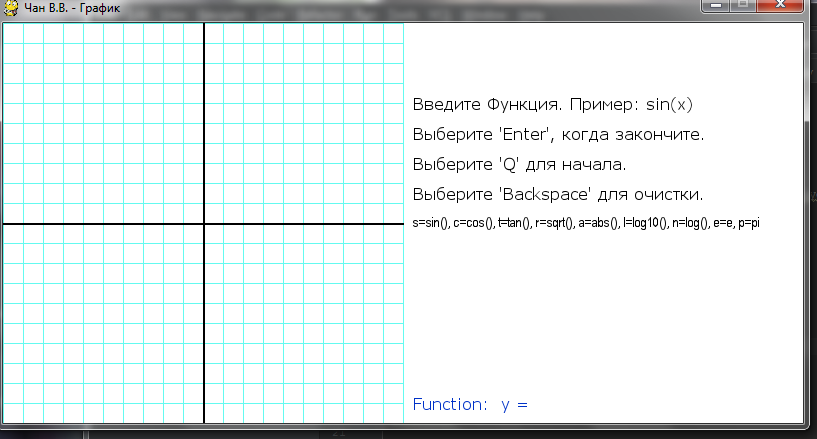 Чан В.В. - График
Введите Функция. Пример: sin(x)
Выберите 'Enter', когда закончите.
Выберите 'Q' для начала.
Выберите 'Backspace' для очистки.
s=sin(), c=cos(), t=tan(), r=sqrt(), a=abs(), l=log10(), n=log(), e=e, p=pi
Function: y =